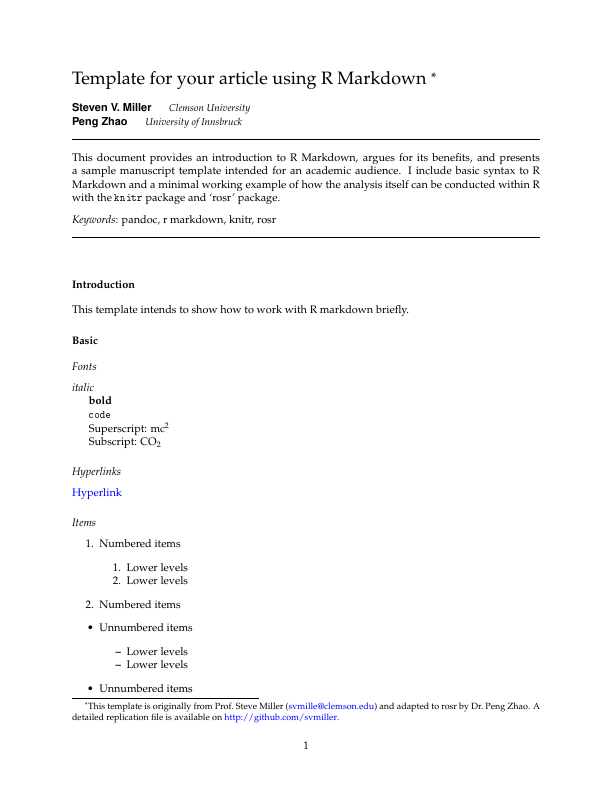 Template for your article using R Markdown *
Steven V. Miller Clemson University
Peng Zhao University of Innsbruck
This document provides an introduction to R Markdown, argues for its benefits, and presents
a sample manuscript template intended for an academic audience. I include basic syntax to R
Markdown and a minimal working example of how the analysis itself can be conducted within R
with the knitr package and ‘rosr’ package.
Keywords: pandoc, r markdown, knitr, rosr
Introduction
This template intends to show how to work with R markdown briefly.
Basic
Fonts
italic
bold
code
Superscript: mc²
Subscript: CO₂
Hyperlinks
Hyperlink
Items
1. Numbered items
1. Lower levels
2. Lower levels
2. Numbered items
• Unnumbered items
– Lower levels
– Lower levels
• Unnumbered items
*This template is originally from Prof. Steve Miller (svmille@clemson.edu) and adapted to rosr by Dr. Peng Zhao. A
detailed replication file is available on http://github.com/svmiller.
1